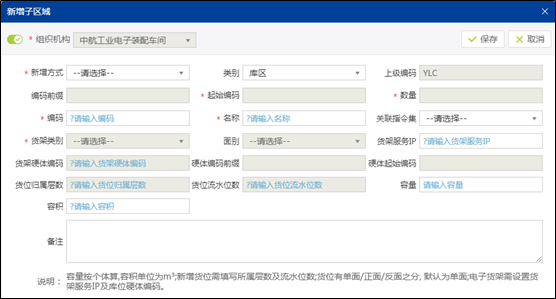 新增子区域
* 组织机构 中航工业电子装配车间 保存 取消
* 新增方式 --请选择-- 类别 库区 上级编码 YLC
编码前缀 * 起始编码 * 数量
* 编码 ?请输入编码 * 名称 ?请输入名称 关联指令集 --请选择--
* 货架类别 --请选择-- 面别 --请选择-- 货架服务IP ?请输入货架服务IP
货架硬体编码 ?请输入货架硬体编码 硬体编码前缀 硬体起始编码
货位归属层数 ?请输入货位归属层数 货位流水位数 ?请输入货位流水位数 容量 请输入容量
容积 ?请输入容积
备注
说明： 容量按个体算,容积单位为m³;新增货位需填写所属层数及流水位数;货位有单面/正面/反面之分, 默认为单面;电子货架需设置货
架服务IP及库位硬体编码。